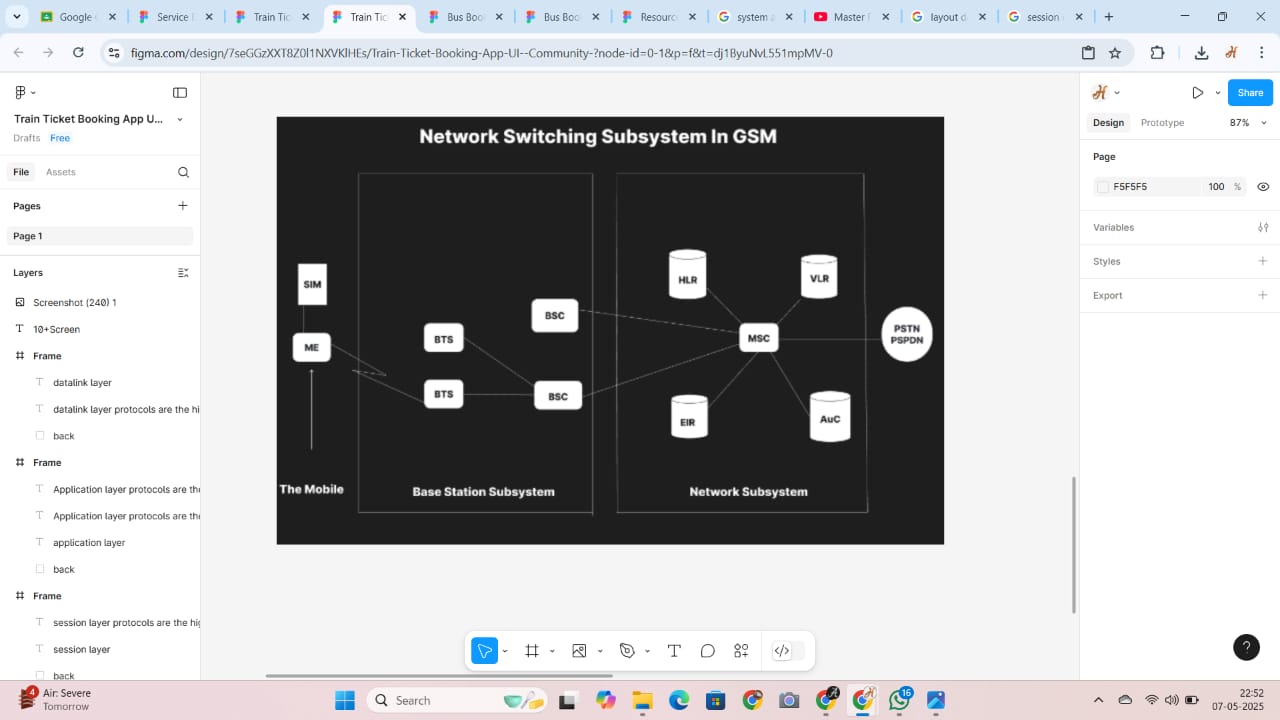 Google
Service
Train Tic
Train Tic
Bus Boo
Bus Boo
Resourc
system a
Master
layout d
session
figma.com/design/7seGGzXXT8Z0l1NXVKlHEs/Train-Ticket-Booking-App-UI--Community-?node-id=0-1&p=f&t=dj1ByuNvL551mpMV-0
Train Ticket Booking App U...
Drafts Free
File Assets
Pages
Page 1
Layers
Screenshot (240) 1
10+Screen
Frame
datalink layer
datalink layer protocols are the hi
back
Frame
Application layer protocols are the
Application layer protocols are the
application layer
back
Frame
session layer protocols are the hig
session layer
back
Network Switching Subsystem In GSM
SIM
ME
The Mobile
BTS
BTS
BSC
BSC
Base Station Subsystem
HLR
VLR
MSC
EIR
AuC
Network Subsystem
PSTN
PSPDN
Share
Design Prototype 87%
Page
F5F5F5 100 %
Variables
Styles
Export
?
4
Air: Severe
Tomorrow
Search
16
22:52
07-05-2025